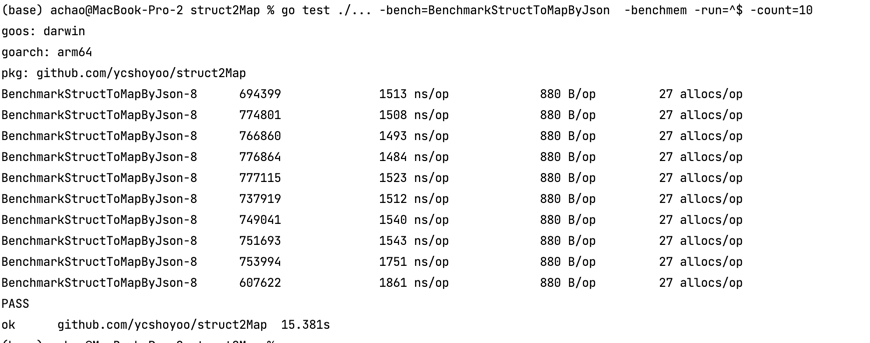 (base) achao@MacBook-Pro-2 struct2Map % go test ./... -bench=BenchmarkStructToMapByJson  -benchmem -run=^$ -count=10
goos: darwin
goarch: arm64
pkg: github.com/ycshoyoo/struct2Map
BenchmarkStructToMapByJson-8      694399              1513 ns/op             880 B/op         27 allocs/op
BenchmarkStructToMapByJson-8      774801              1508 ns/op             880 B/op         27 allocs/op
BenchmarkStructToMapByJson-8      766860              1493 ns/op             880 B/op         27 allocs/op
BenchmarkStructToMapByJson-8      776864              1484 ns/op             880 B/op         27 allocs/op
BenchmarkStructToMapByJson-8      777115              1523 ns/op             880 B/op         27 allocs/op
BenchmarkStructToMapByJson-8      737919              1512 ns/op             880 B/op         27 allocs/op
BenchmarkStructToMapByJson-8      749041              1540 ns/op             880 B/op         27 allocs/op
BenchmarkStructToMapByJson-8      751693              1543 ns/op             880 B/op         27 allocs/op
BenchmarkStructToMapByJson-8      753994              1751 ns/op             880 B/op         27 allocs/op
BenchmarkStructToMapByJson-8      607622              1861 ns/op             880 B/op         27 allocs/op
PASS
ok      github.com/ycshoyoo/struct2Map  15.381s